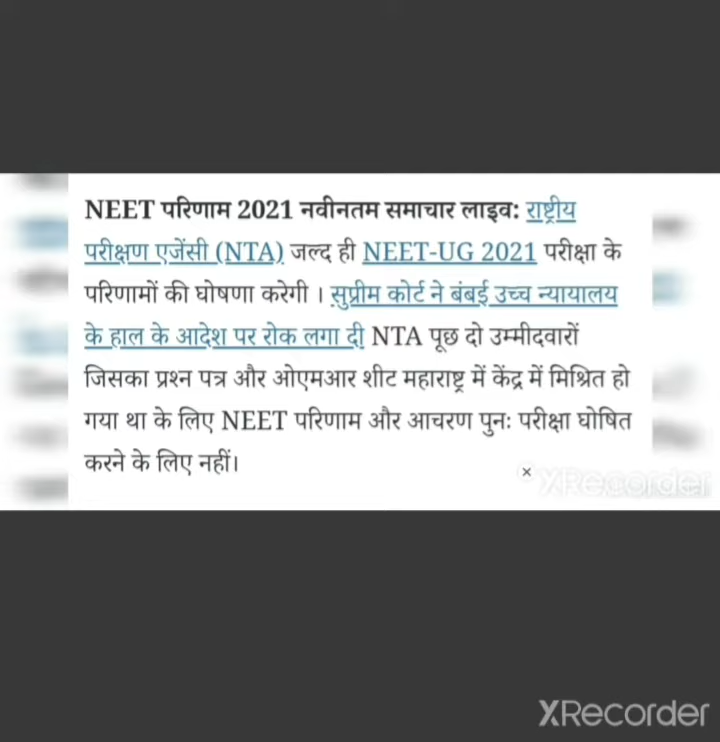 NEET परिणाम 2021 नवीनतम समाचार लाइव: राष्ट्रीय
परीक्षण एजेंसी (NTA) जल्द ही NEET-UG 2021 परीक्षा के
परिणामों की घोषणा करेगी । सुप्रीम कोर्ट ने बंबई उच्च न्यायालय
के हाल के आदेश पर रोक लगा दी NTA पूछ दो उम्मीदवारों
जिसका प्रश्न पत्र और ओएमआर शीट महाराष्ट्र में केंद्र में मिश्रित हो
गया था के लिए NEET परिणाम और आचरण पुनः परीक्षा घोषित
करने के लिए नहीं।
XRecorder
XRecorder